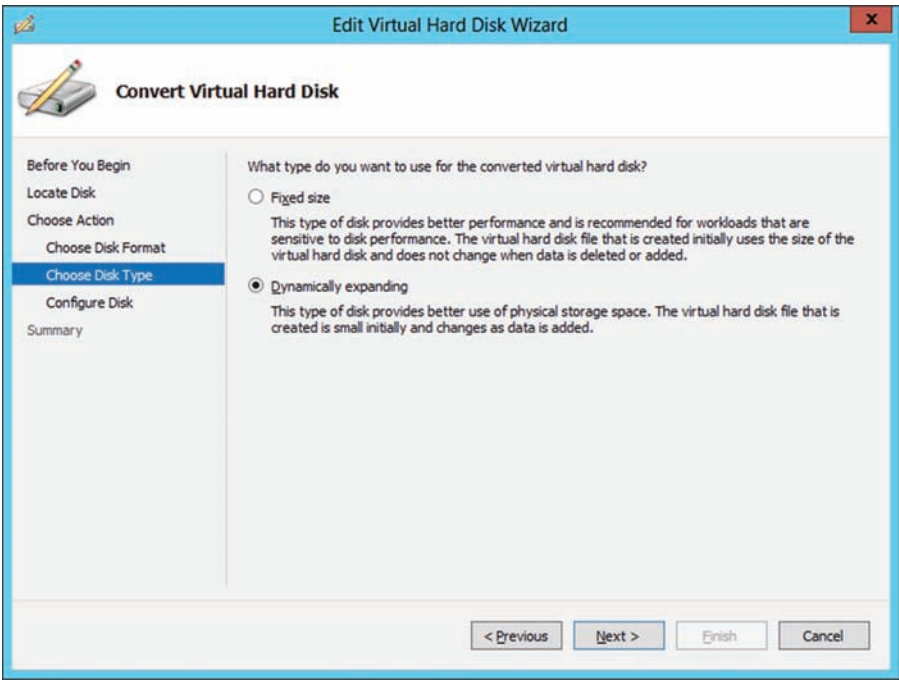 Edit Virtual Hard Disk Wizard
x
Convert Virtual Hard Disk
Before You Begin
Locate Disk
Choose Action
Choose Disk Format
Choose Disk Type
Configure Disk
Summary
What type do you want to use for the converted virtual hard disk?
Fixed size
This type of disk provides better performance and is recommended for workloads that are
sensitive to disk performance. The virtual hard disk file that is created initially uses the size of the
virtual hard disk and does not change when data is deleted or added.
Dynamically expanding
This type of disk provides better use of physical storage space. The virtual hard disk file that is
created is small initially and changes as data is added.
< Previous
Next >
Finish
Cancel